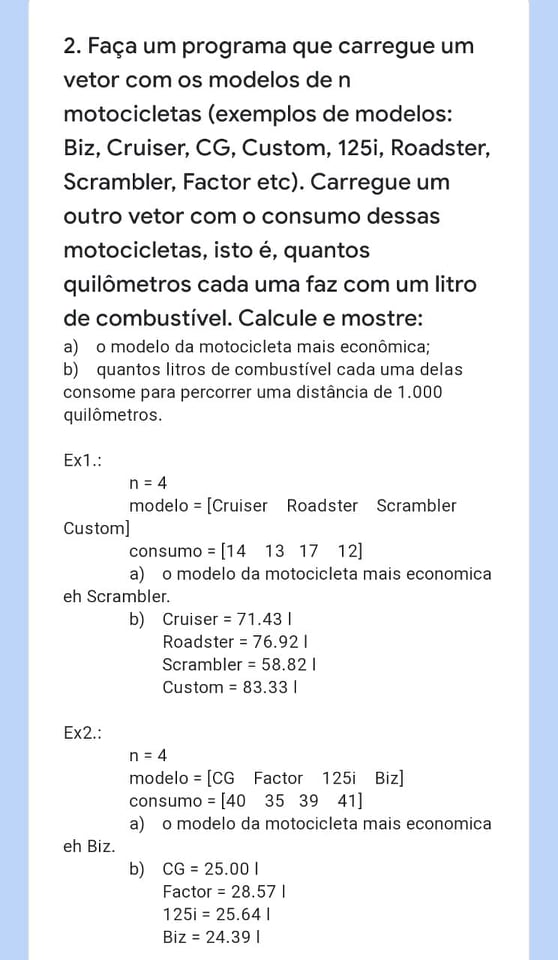 2. Faça um programa que carregue um
vetor com os modelos de n
motocicletas (exemplos de modelos:
Biz, Cruiser, CG, Custom, 125i, Roadster,
Scrambler, Factor etc). Carregue um
outro vetor com o consumo dessas
motocicletas, isto é, quantos
quilômetros cada uma faz com um litro
de combustível. Calcule e mostre:
a) o modelo da motocicleta mais econômica;
b) quantos litros de combustível cada uma delas
consome para percorrer uma distância de 1.000
quilômetros.
Ex1.:
n = 4
modelo = [Cruiser Roadster Scrambler
Custom]
consumo = [14 13 17 12]
a) o modelo da motocicleta mais economica
eh Scrambler.
b) Cruiser = 71.43 l
Roadster = 76.92 l
Scrambler = 58.82 l
Custom = 83.33 l
Ex2.:
n = 4
modelo = [CG Factor 125i Biz]
consumo = [40 35 39 41]
a) o modelo da motocicleta mais economica
eh Biz.
b) CG = 25.00 l
Factor = 28.57 l
125i = 25.64 l
Biz = 24.39 l